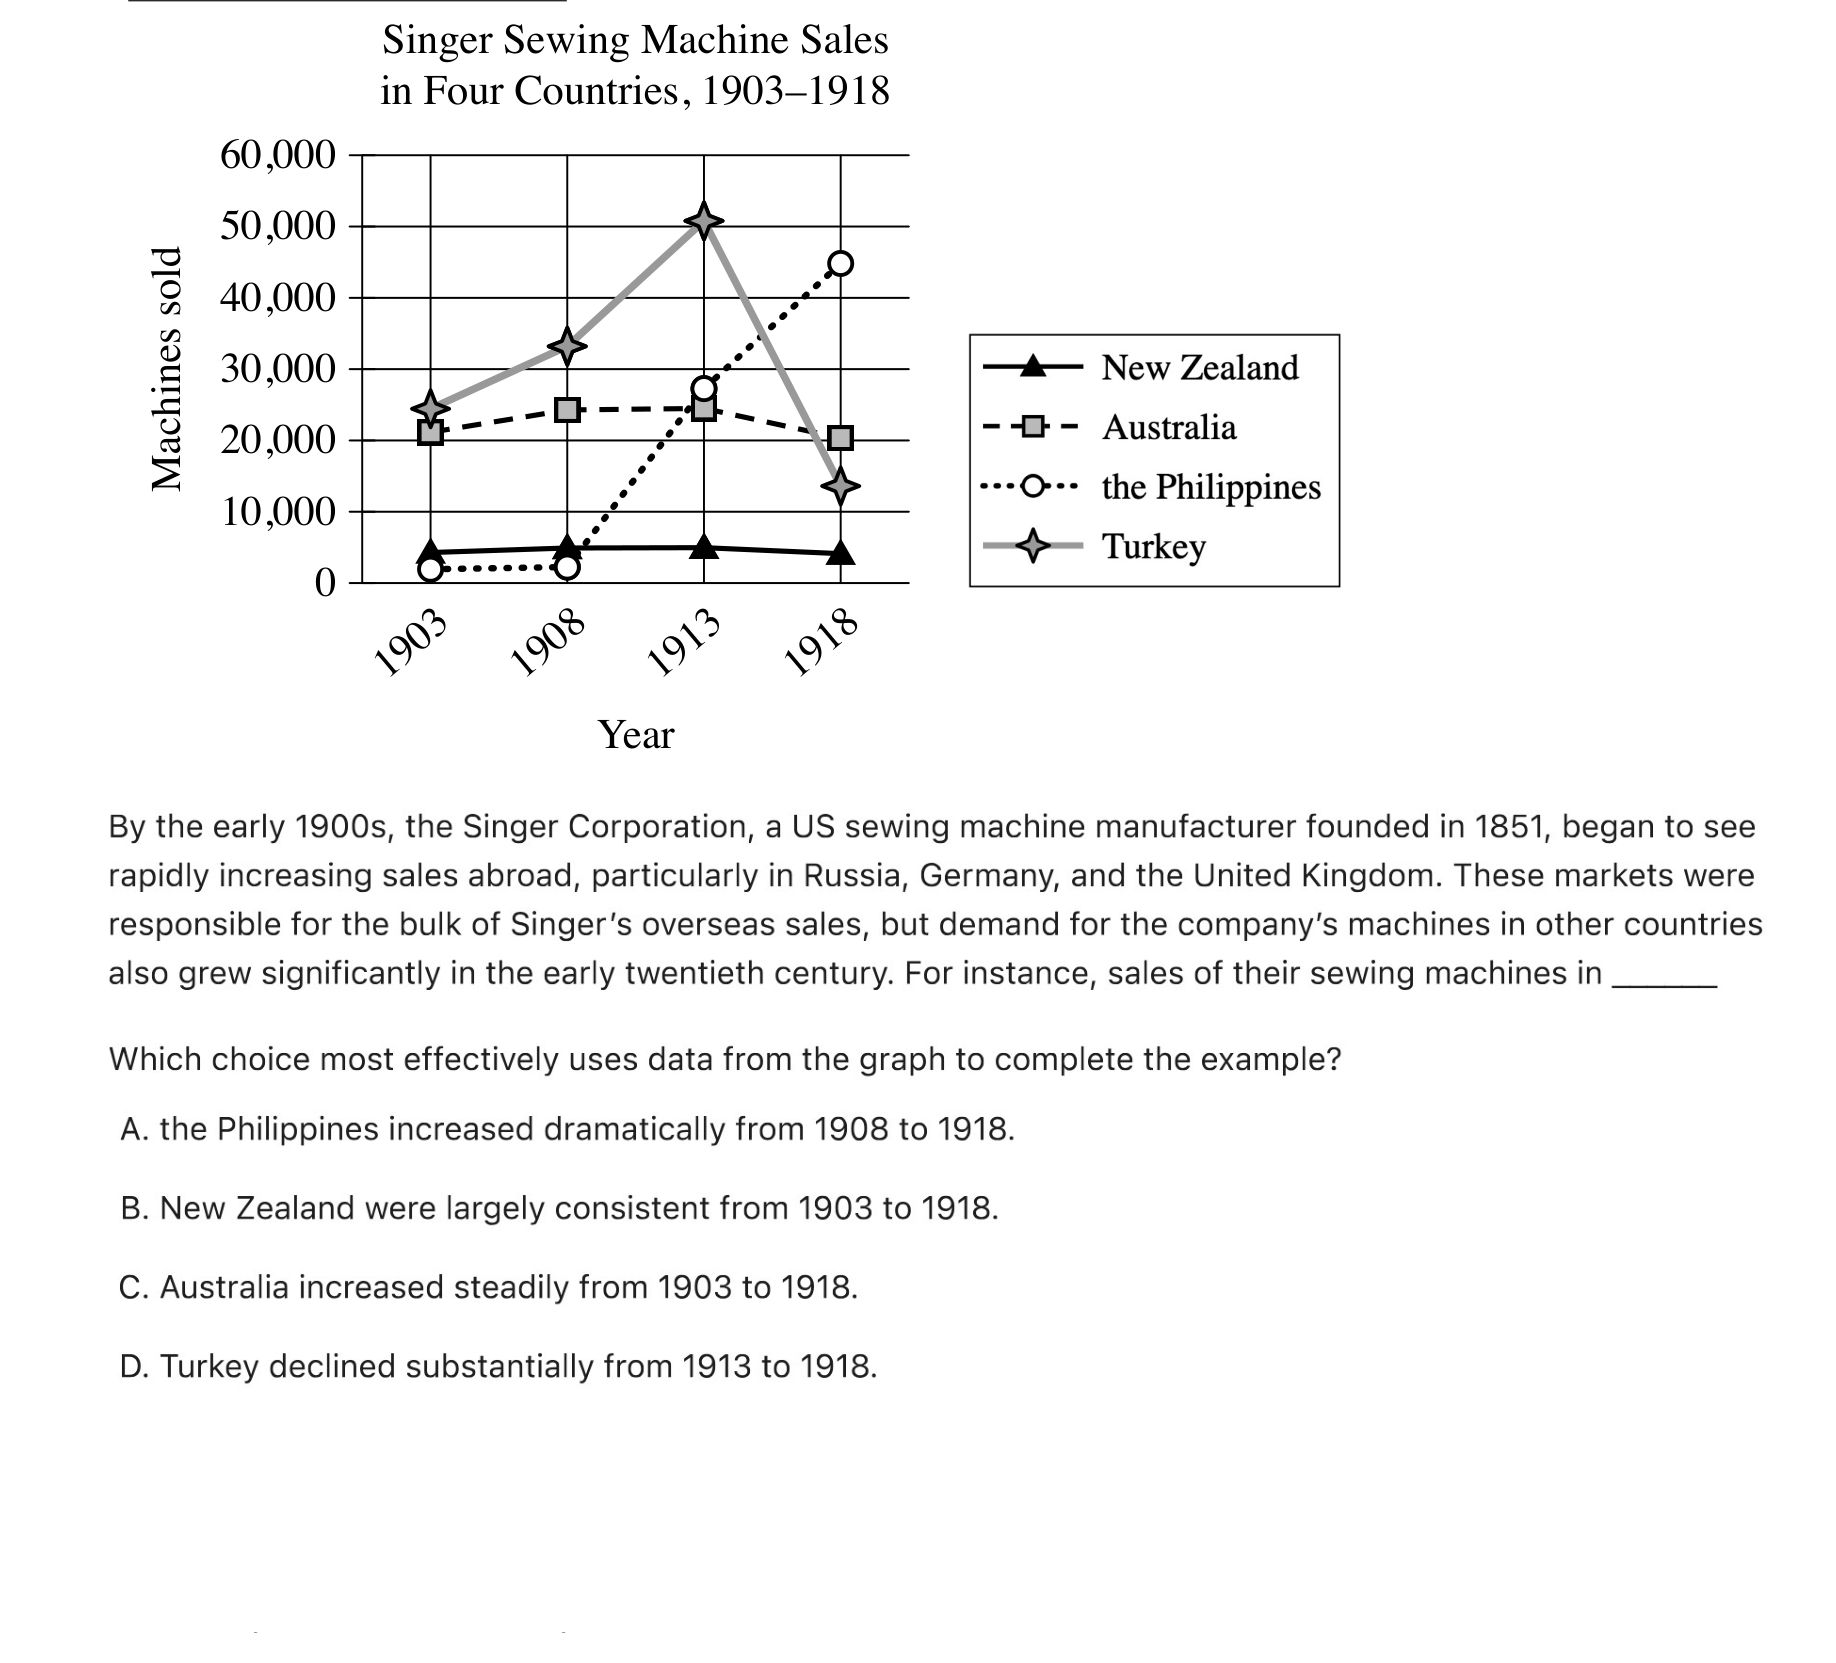 Singer Sewing Machine Sales
in Four Countries, 1903–1918
Machines sold
60,000
50,000
40,000
30,000
20,000
10,000
0
1903
1908
1913
1918
Year
New Zealand
Australia
the Philippines
Turkey
By the early 1900s, the Singer Corporation, a US sewing machine manufacturer founded in 1851, began to see
rapidly increasing sales abroad, particularly in Russia, Germany, and the United Kingdom. These markets were
responsible for the bulk of Singer’s overseas sales, but demand for the company’s machines in other countries
also grew significantly in the early twentieth century. For instance, sales of their sewing machines in ______
Which choice most effectively uses data from the graph to complete the example?
A. the Philippines increased dramatically from 1908 to 1918.
B. New Zealand were largely consistent from 1903 to 1918.
C. Australia increased steadily from 1903 to 1918.
D. Turkey declined substantially from 1913 to 1918.